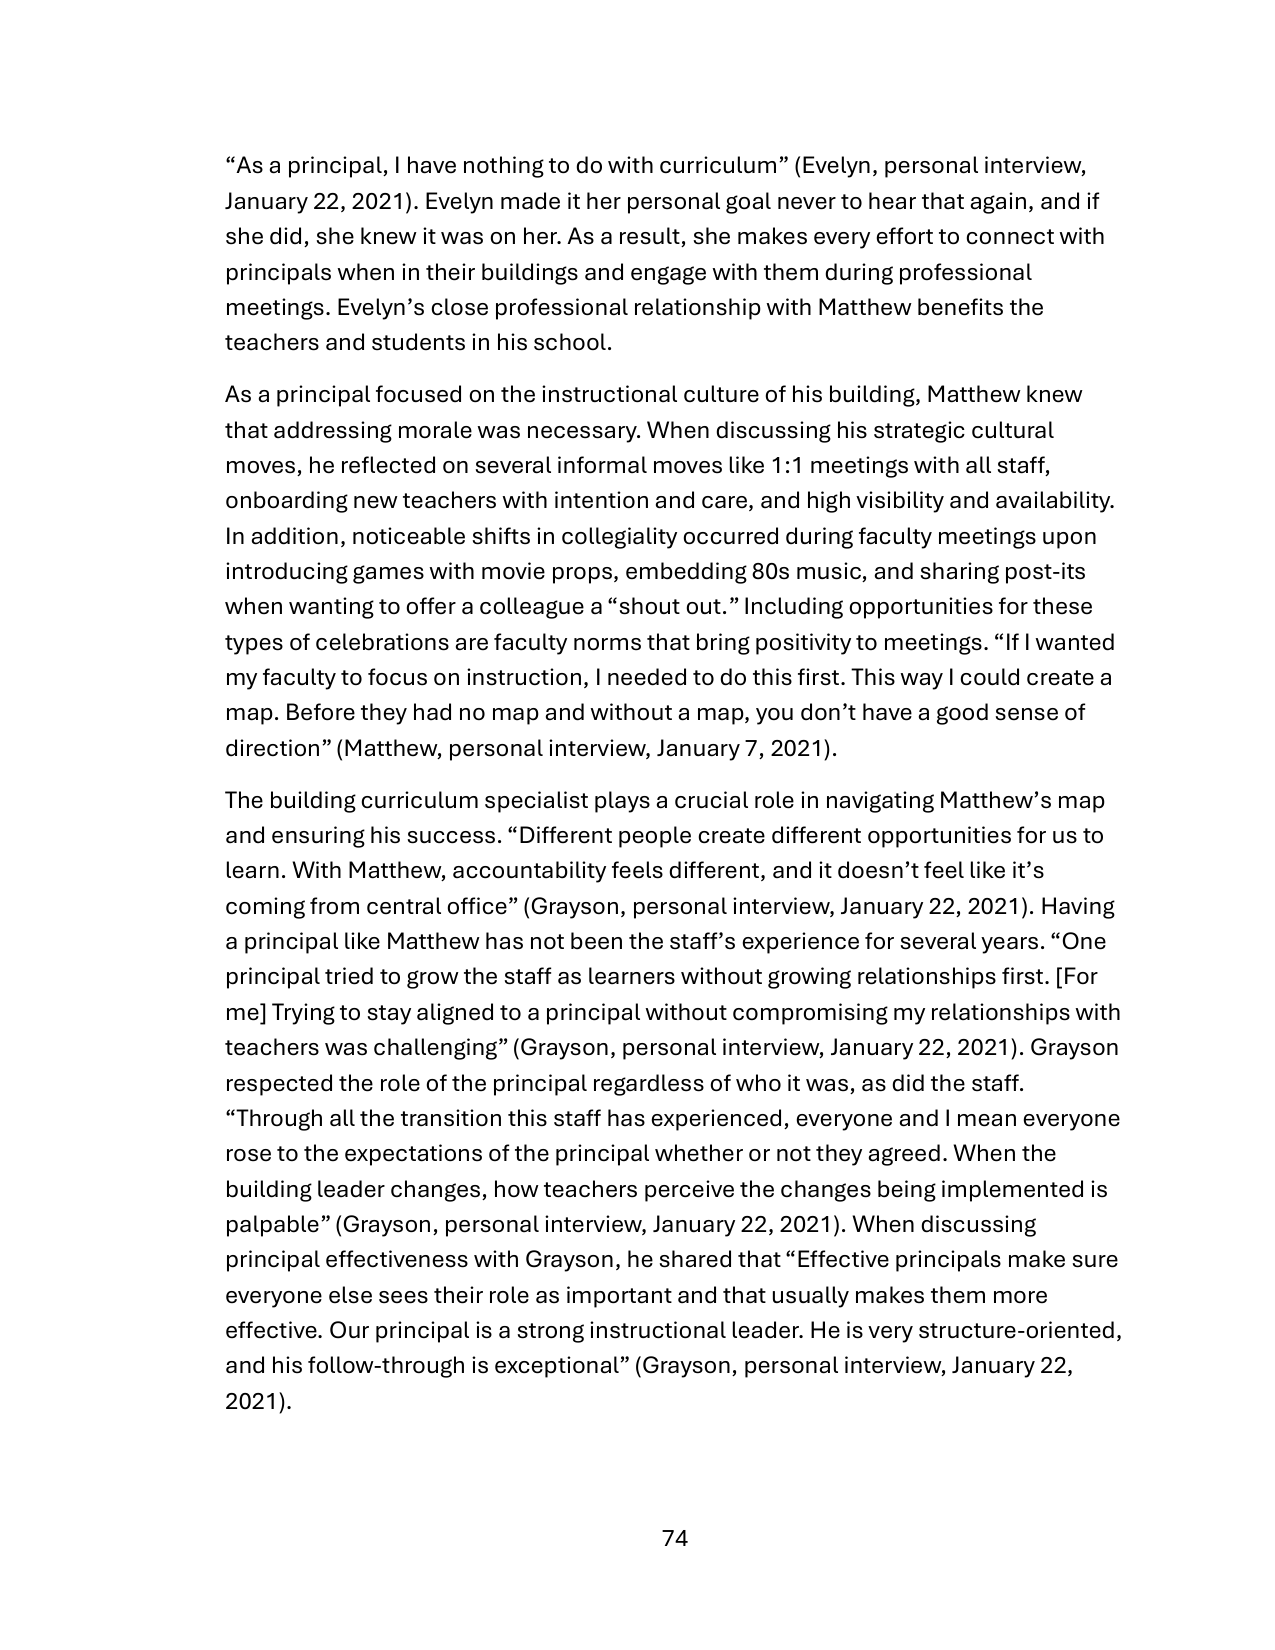 “As a principal, I have nothing to do with curriculum” (Evelyn, personal interview,
January 22, 2021). Evelyn made it her personal goal never to hear that again, and if
she did, she knew it was on her. As a result, she makes every effort to connect with
principals when in their buildings and engage with them during professional
meetings. Evelyn’s close professional relationship with Matthew benefits the
teachers and students in his school.
As a principal focused on the instructional culture of his building, Matthew knew
that addressing morale was necessary. When discussing his strategic cultural
moves, he reflected on several informal moves like 1:1 meetings with all staff,
onboarding new teachers with intention and care, and high visibility and availability.
In addition, noticeable shifts in collegiality occurred during faculty meetings upon
introducing games with movie props, embedding 80s music, and sharing post-its
when wanting to offer a colleague a “shout out.” Including opportunities for these
types of celebrations are faculty norms that bring positivity to meetings. “If I wanted
my faculty to focus on instruction, I needed to do this first. This way I could create a
map. Before they had no map and without a map, you don’t have a good sense of
direction” (Matthew, personal interview, January 7, 2021).
The building curriculum specialist plays a crucial role in navigating Matthew’s map
and ensuring his success. “Different people create different opportunities for us to
learn. With Matthew, accountability feels different, and it doesn’t feel like it’s
coming from central office” (Grayson, personal interview, January 22, 2021). Having
a principal like Matthew has not been the staff’s experience for several years. “One
principal tried to grow the staff as learners without growing relationships first. [For
me] Trying to stay aligned to a principal without compromising my relationships with
teachers was challenging” (Grayson, personal interview, January 22, 2021). Grayson
respected the role of the principal regardless of who it was, as did the staff.
“Through all the transition this staff has experienced, everyone and I mean everyone
rose to the expectations of the principal whether or not they agreed. When the
building leader changes, how teachers perceive the changes being implemented is
palpable” (Grayson, personal interview, January 22, 2021). When discussing
principal effectiveness with Grayson, he shared that “Effective principals make sure
everyone else sees their role as important and that usually makes them more
effective. Our principal is a strong instructional leader. He is very structure-oriented,
and his follow-through is exceptional” (Grayson, personal interview, January 22,
2021).
74